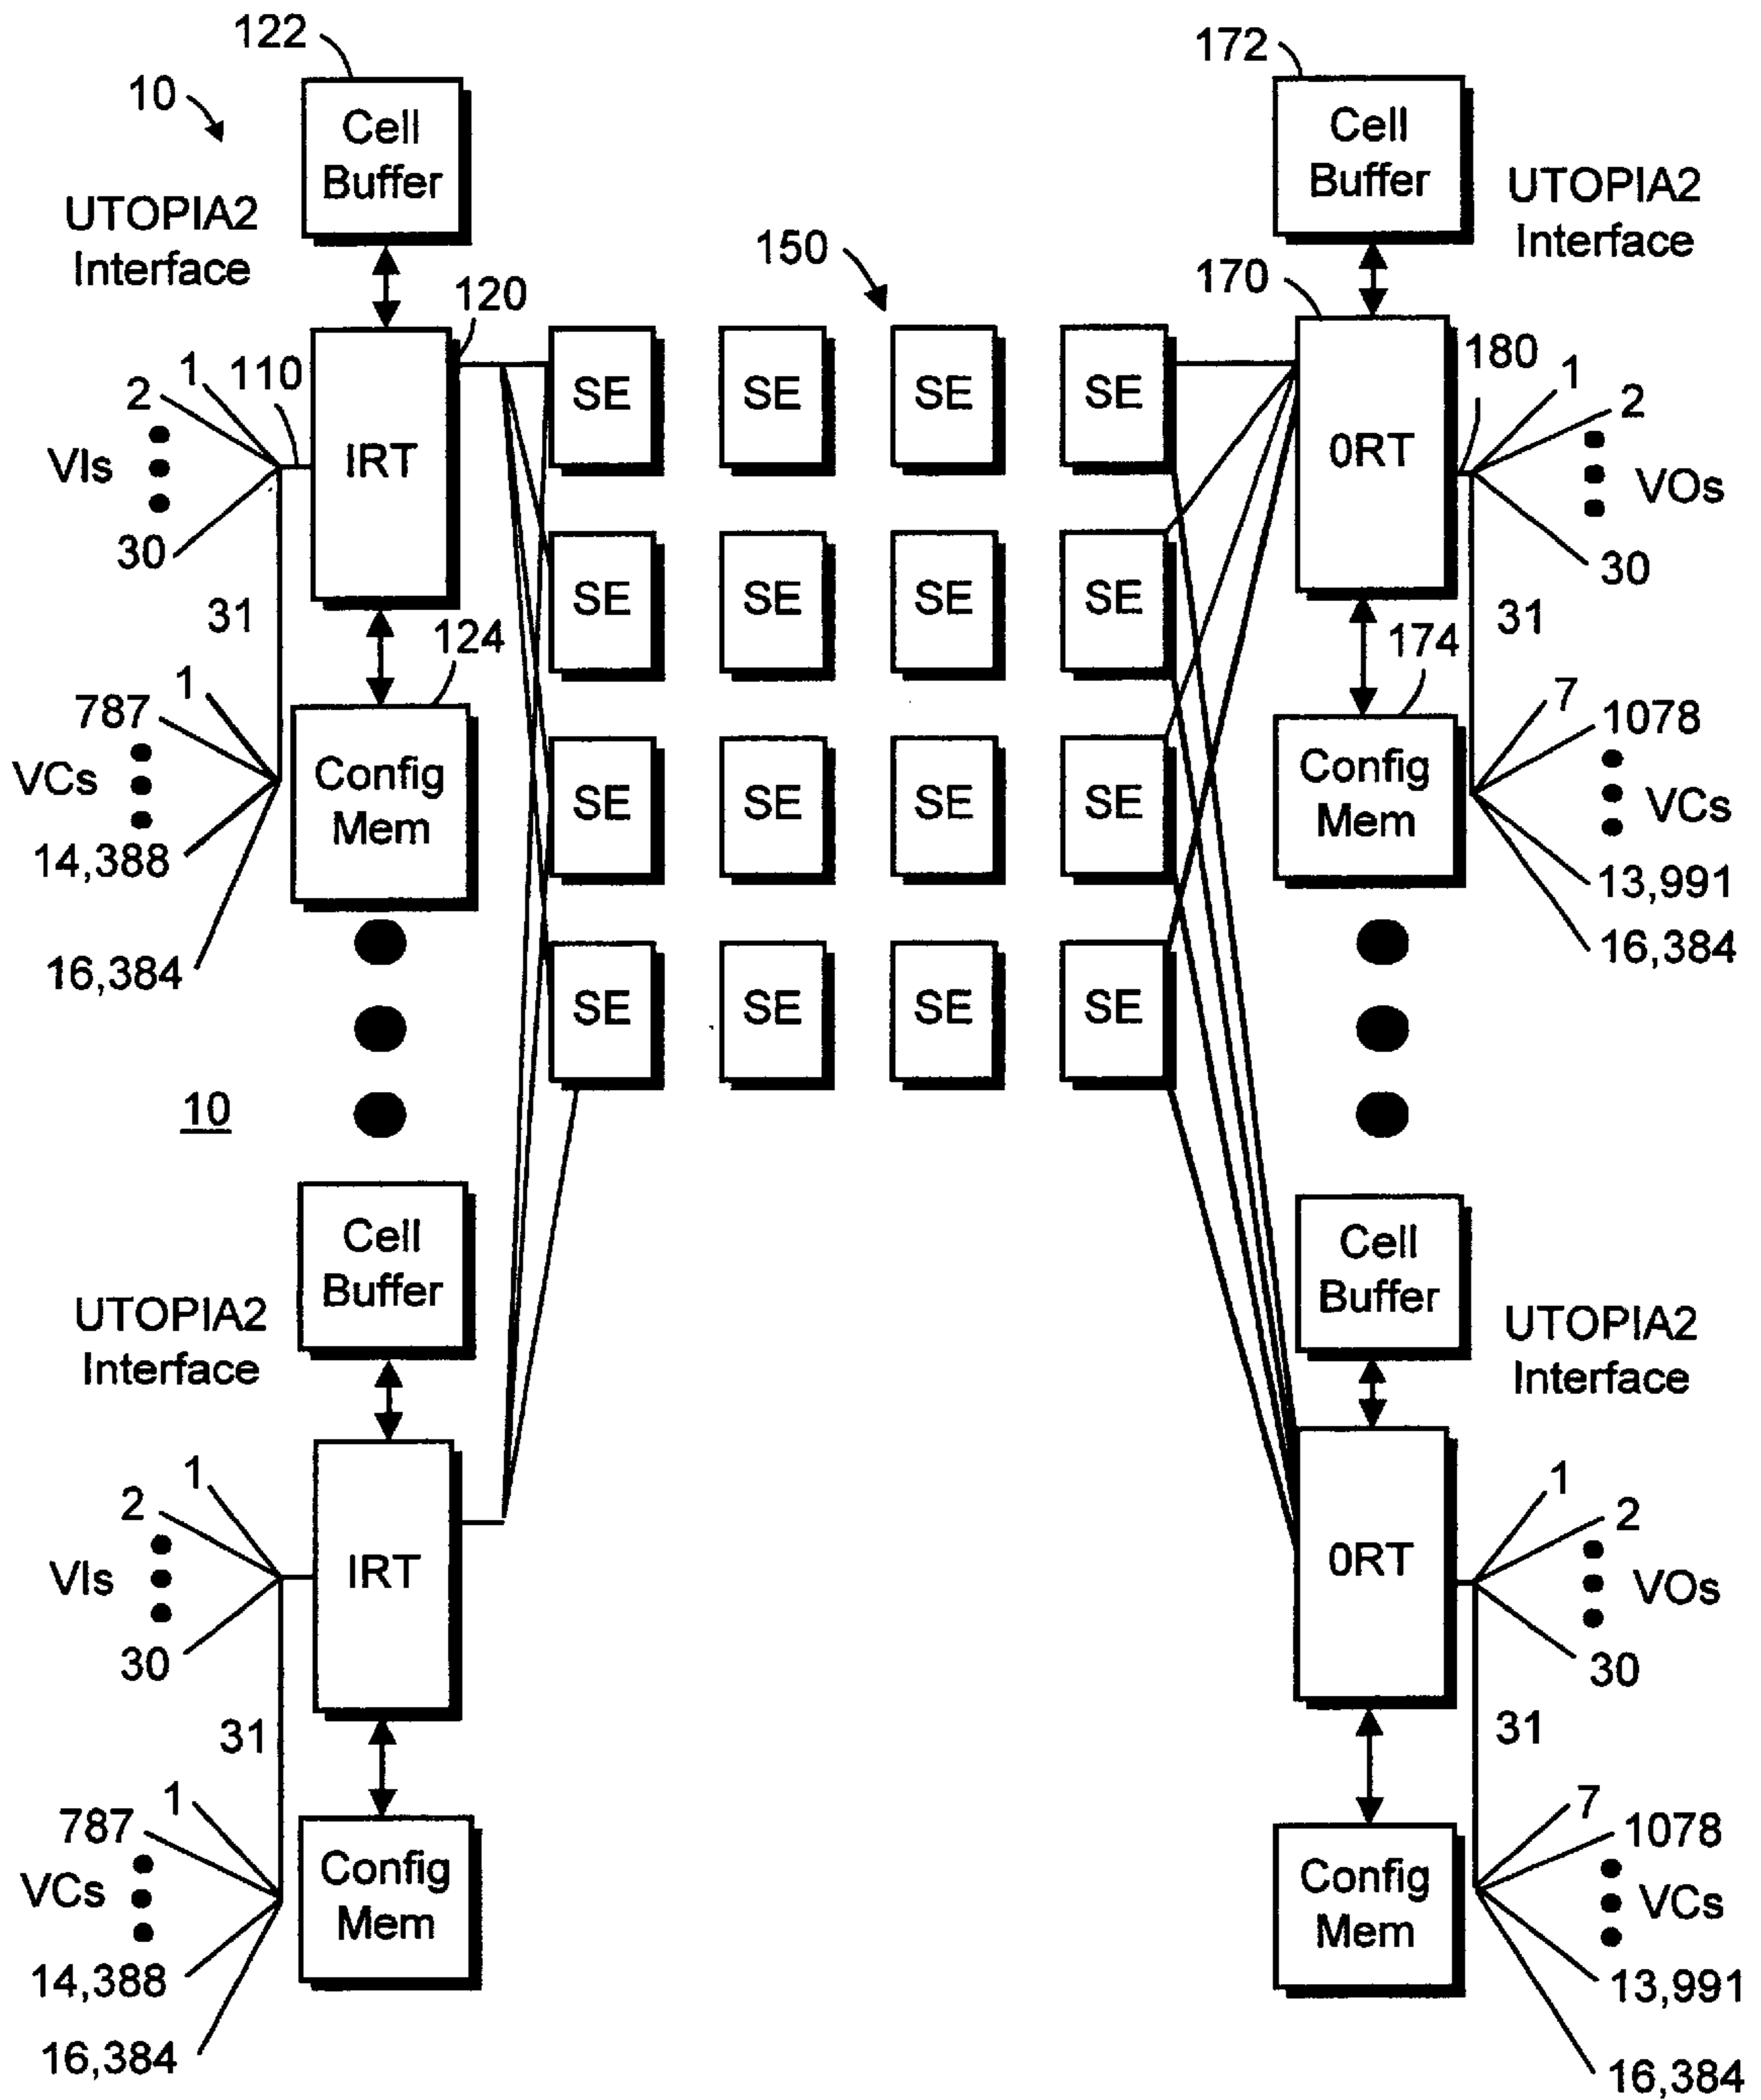 122
172
10
Cell
Buffer
Cell
Buffer
UTOPIA2
Interface
UTOPIA2
Interface
150
120
170
180
1
110
2
VIs
30
IRT
SE SE SE SE
0RT
1
2
VOs
30
31
SE SE SE SE
31
124
174
1
787
VCs
14,388
16,384
Config
Mem
SE SE SE SE
Config
Mem
7
1078
VCs
13,991
16,384
SE SE SE SE
10
Cell
Buffer
Cell
Buffer
UTOPIA2
Interface
UTOPIA2
Interface
1
2
VIs
30
IRT
0RT
1
2
VOs
30
31
31
1
787
VCs
14,388
16,384
Config
Mem
Config
Mem
7
1078
VCs
13,991
16,384